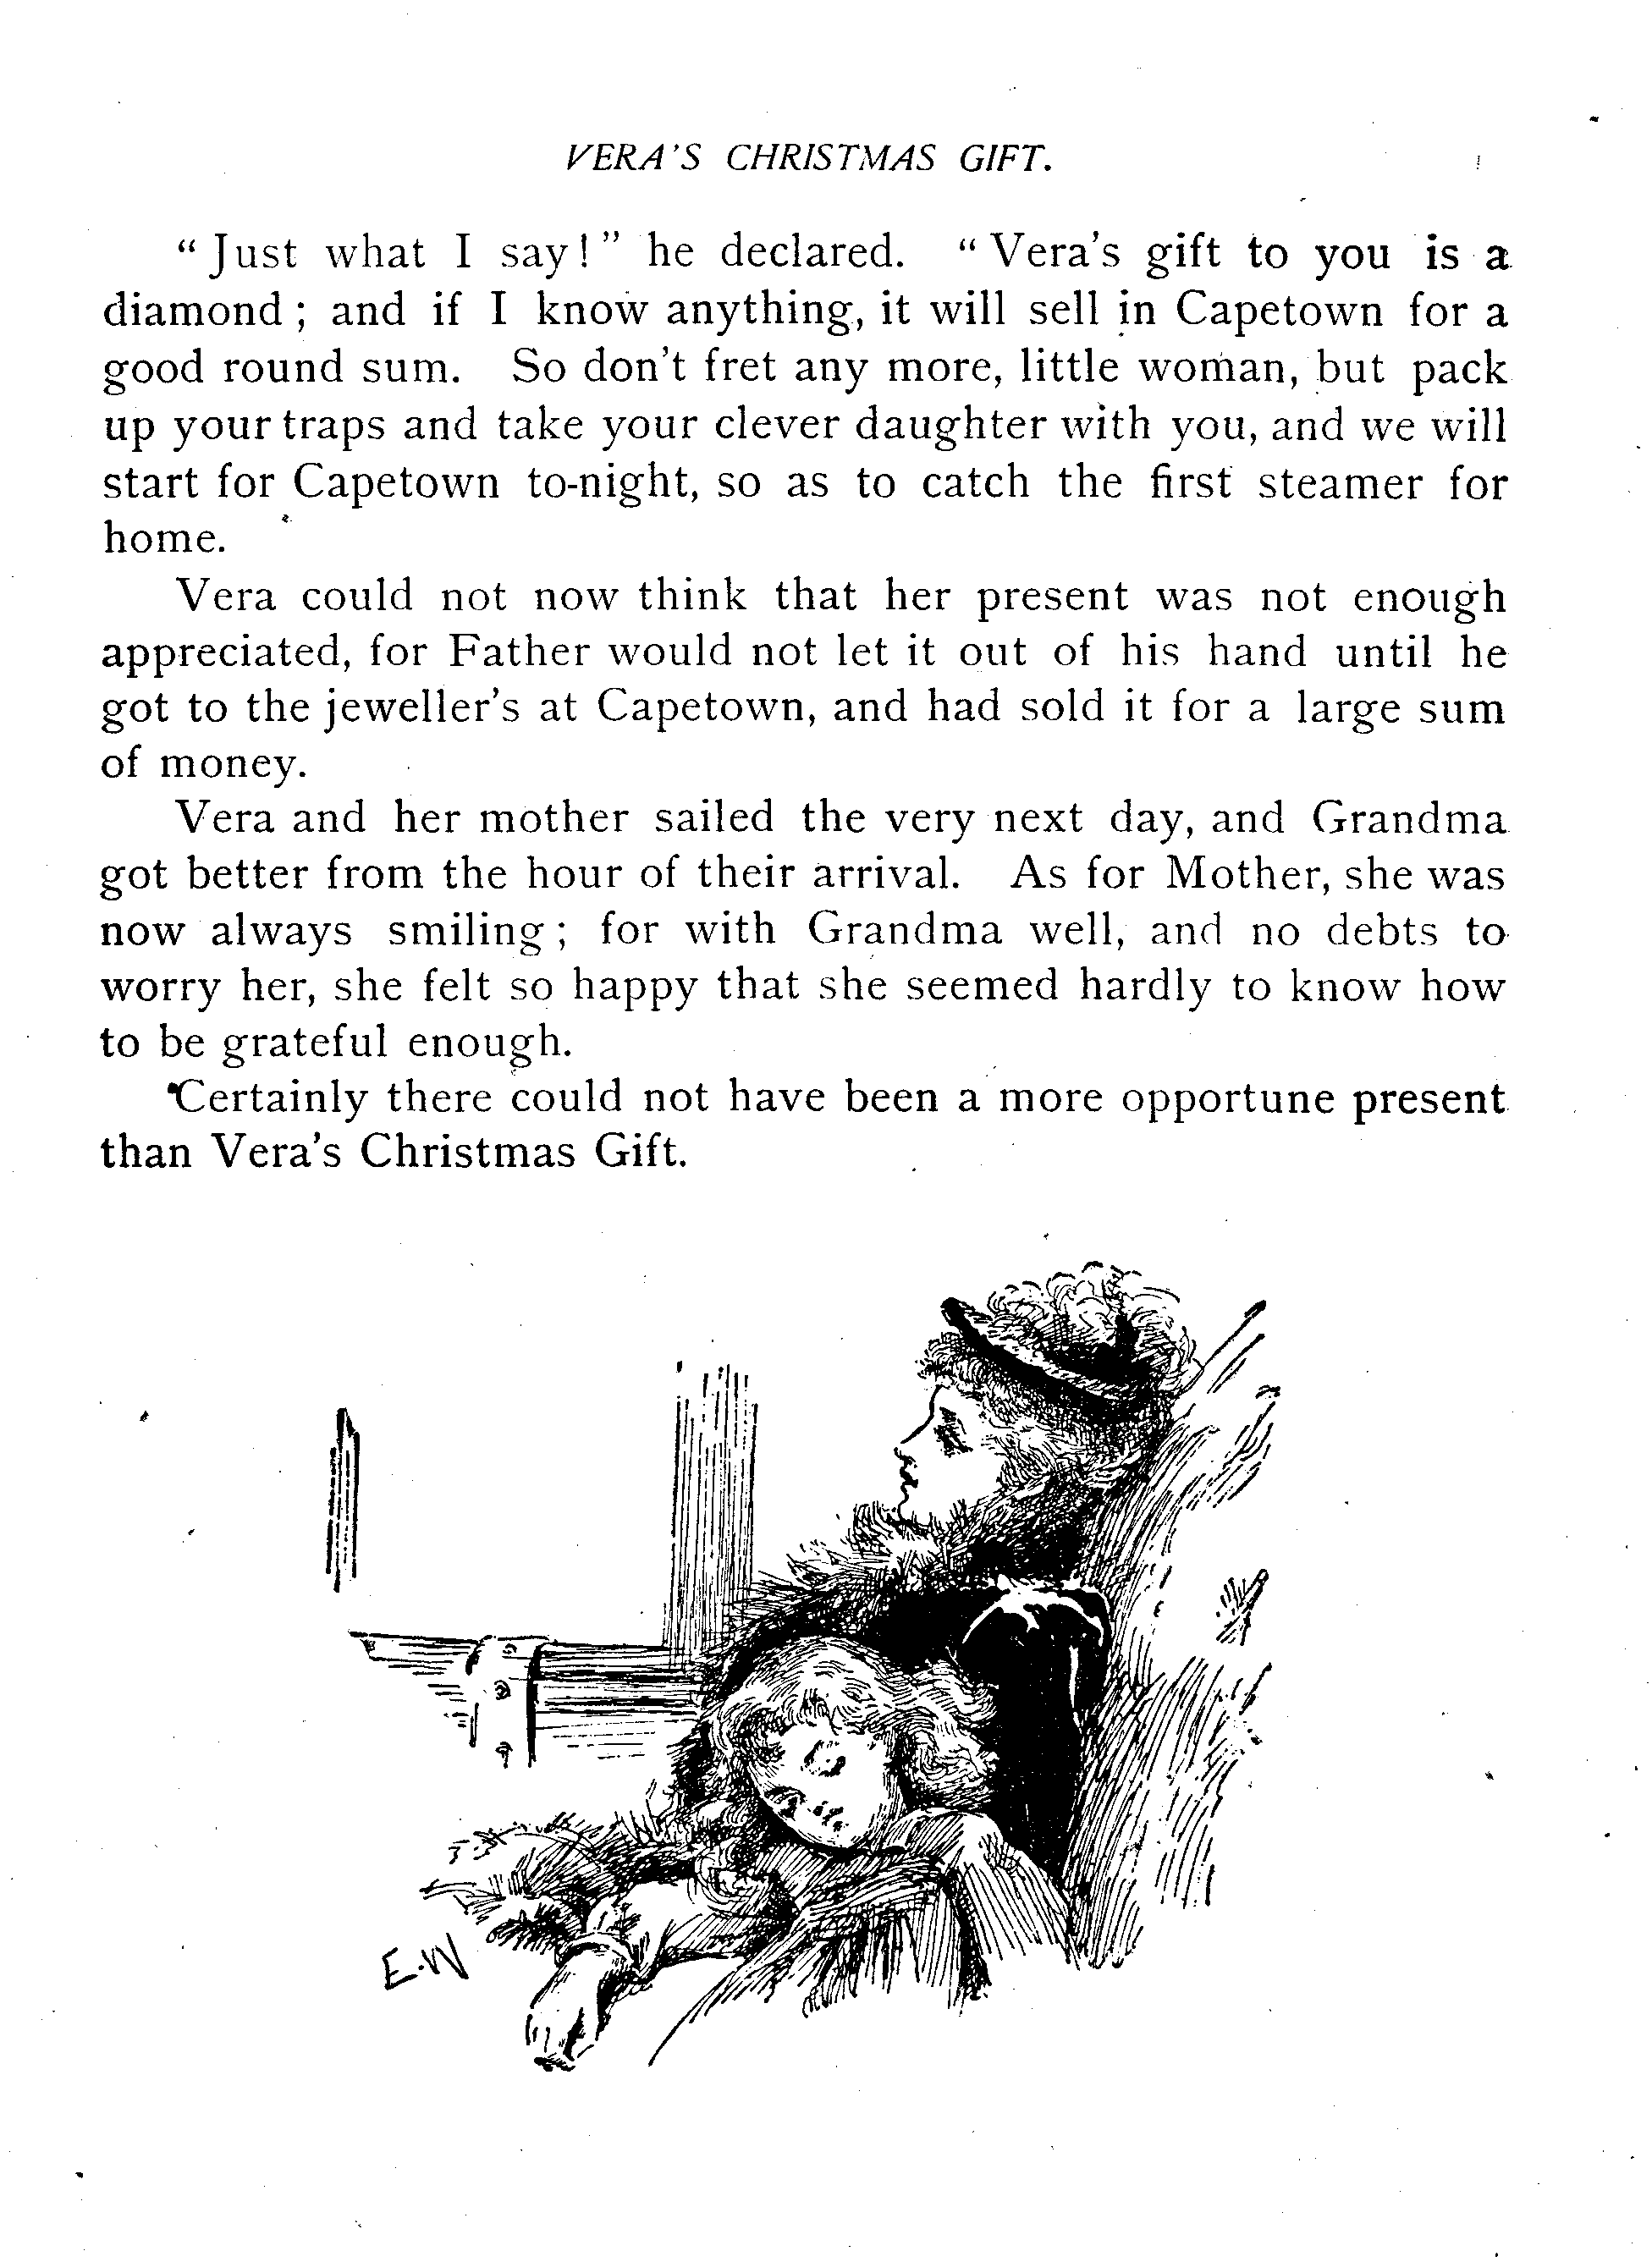 VERA'S CHRISTMAS GIFT.
"Just what I say!" he declared. "Vera's gift to you is a
diamond; and if I know anything, it will sell in Capetown for a
good round sum. So don't fret any more, little woman, but pack
up your traps and take your clever daughter with you, and we will
start for Capetown to-night, so as to catch the first steamer for
home.
Vera could not now think that her present was not enough
appreciated, for Father would not let it out of his hand until he
got to the jeweller's at Capetown, and had sold it for a large sum
of money.
Vera and her mother sailed the very next day, and Grandma
got better from the hour of their arrival. As for Mother, she was
now always smiling; for with Grandma well, and no debts to
worry her, she felt so happy that she seemed hardly to know how
to be grateful enough.
Certainly there could not have been a more opportune present
than Vera's Christmas Gift.
E.W